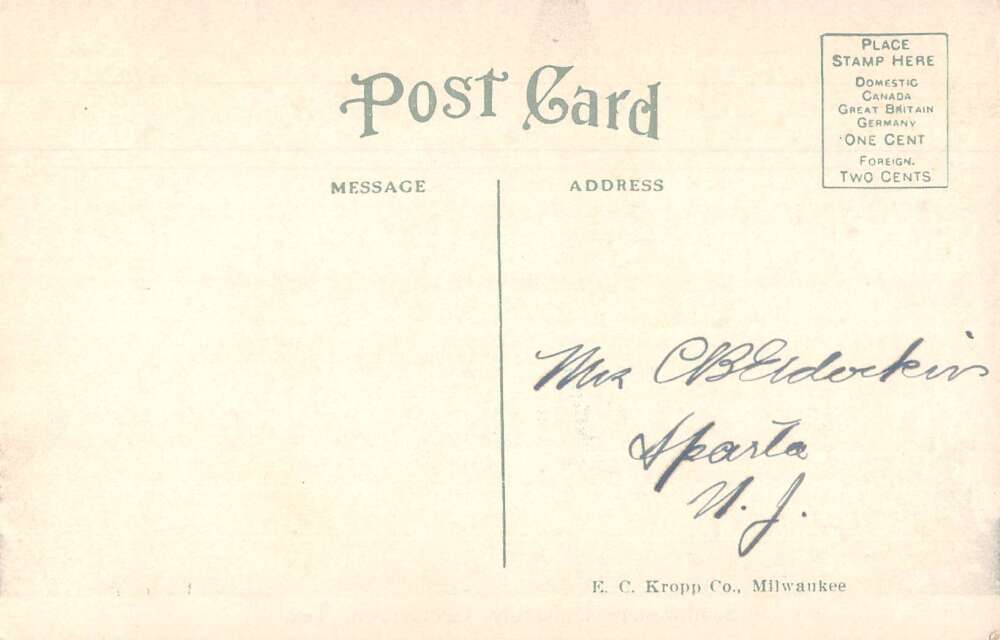 Post Card
PLACE
STAMP HERE
DOMESTIC
CANADA
GREAT BRITAIN
GERMANY
ONE CENT
FOREIGN.
TWO CENTS
MESSAGE
ADDRESS
Mrs C B
Sparta
N. J.
E. C. Kropp Co., Milwaukee